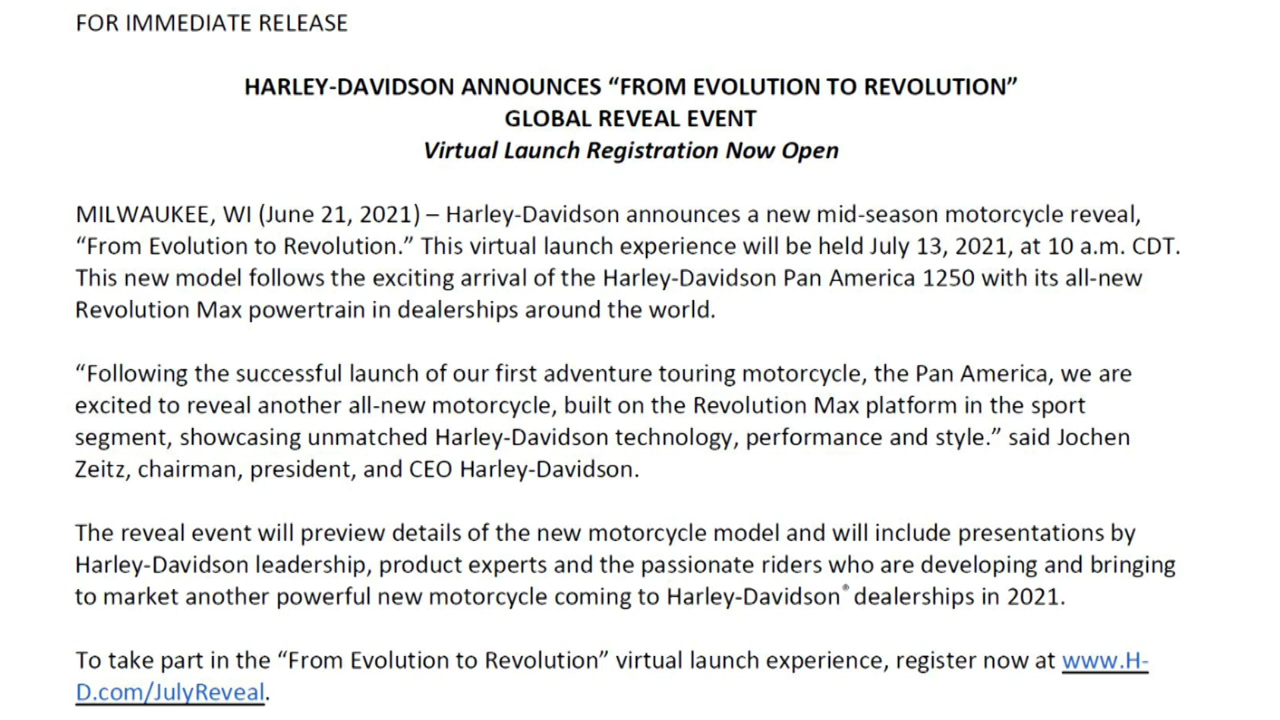 FOR IMMEDIATE RELEASE
HARLEY-DAVIDSON ANNOUNCES “FROM EVOLUTION TO REVOLUTION”
GLOBAL REVEAL EVENT
Virtual Launch Registration Now Open
MILWAUKEE, WI (June 21, 2021) – Harley-Davidson announces a new mid-season motorcycle reveal,
“From Evolution to Revolution.” This virtual launch experience will be held July 13, 2021, at 10 a.m. CDT.
This new model follows the exciting arrival of the Harley-Davidson Pan America 1250 with its all-new
Revolution Max powertrain in dealerships around the world.
“Following the successful launch of our first adventure touring motorcycle, the Pan America, we are
excited to reveal another all-new motorcycle, built on the Revolution Max platform in the sport
segment, showcasing unmatched Harley-Davidson technology, performance and style.” said Jochen
Zeitz, chairman, president, and CEO Harley-Davidson.
The reveal event will preview details of the new motorcycle model and will include presentations by
Harley-Davidson leadership, product experts and the passionate riders who are developing and bringing
to market another powerful new motorcycle coming to Harley-Davidson® dealerships in 2021.
To take part in the “From Evolution to Revolution” virtual launch experience, register now at www.H-
D.com/JulyReveal.